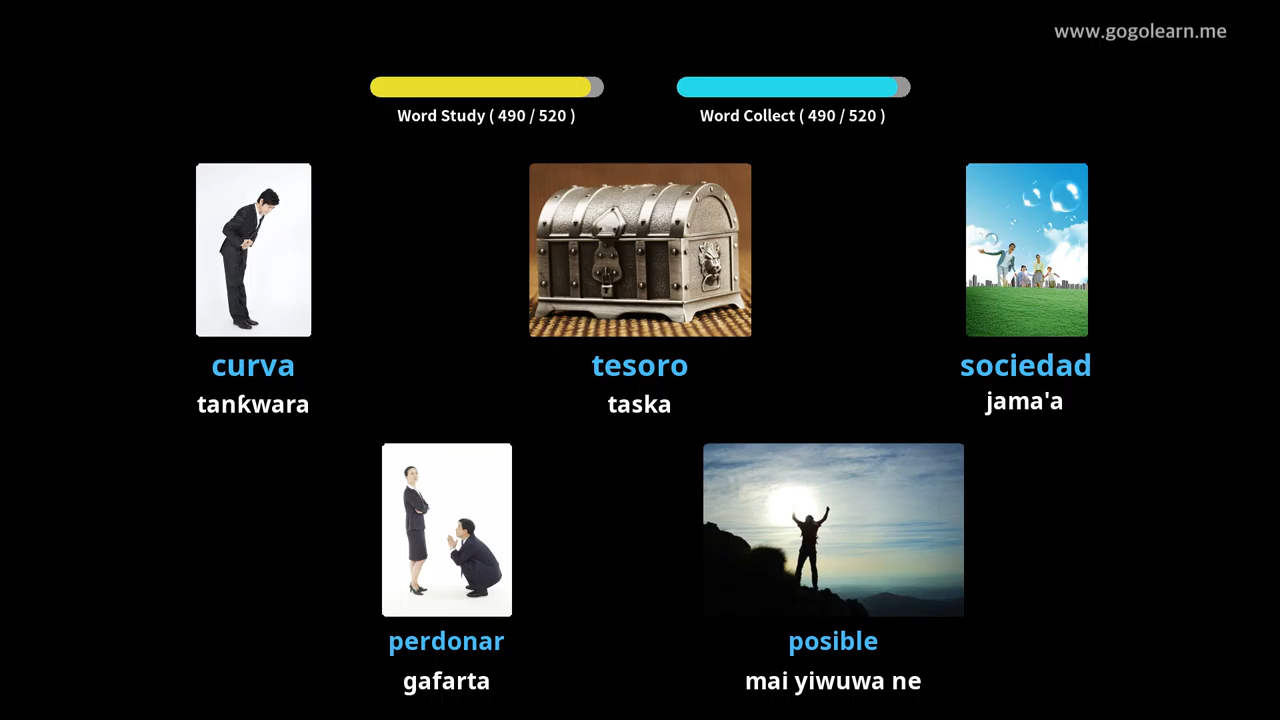 www.gogolearn.me
Word Study ( 490 / 520 )
Word Collect ( 490 / 520 )
curva
tesoro
sociedad
tanƙwara
taska
jama'a
perdonar
posible
gafarta
mai yiwuwa ne